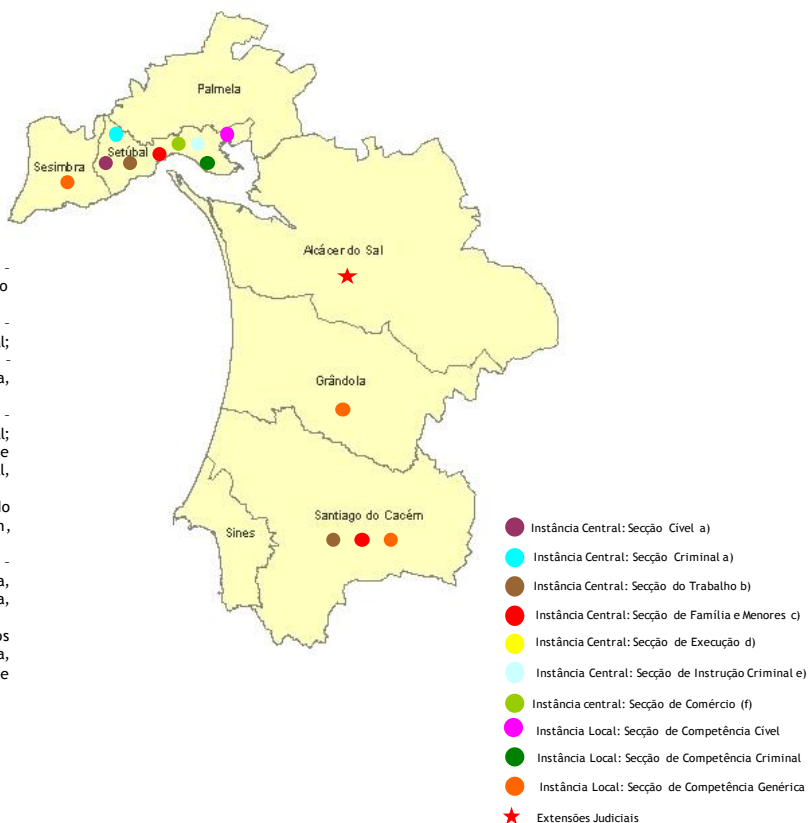 Palmela
Setúbal
Sesimbra
Alcácer do Sal
Grândola
Santiago do Cacém
Sines
-
o
-
l;
-
a,
-
l;
e
l,
do
n,
-
a,
a,
os
a,
e
Instância Central: Secção Cível a)
Instância Central: Secção Criminal a)
Instância Central: Secção do Trabalho b)
Instância Central: Secção de Família e Menores c)
Instância Central: Secção de Execução d)
Instância Central: Secção de Instrução Criminal e)
Instância central: Secção de Comércio (f)
Instância Local: Secção de Competência Cível
Instância Local: Secção de Competência Criminal
Instância Local: Secção de Competência Genérica
Extensões Judiciais